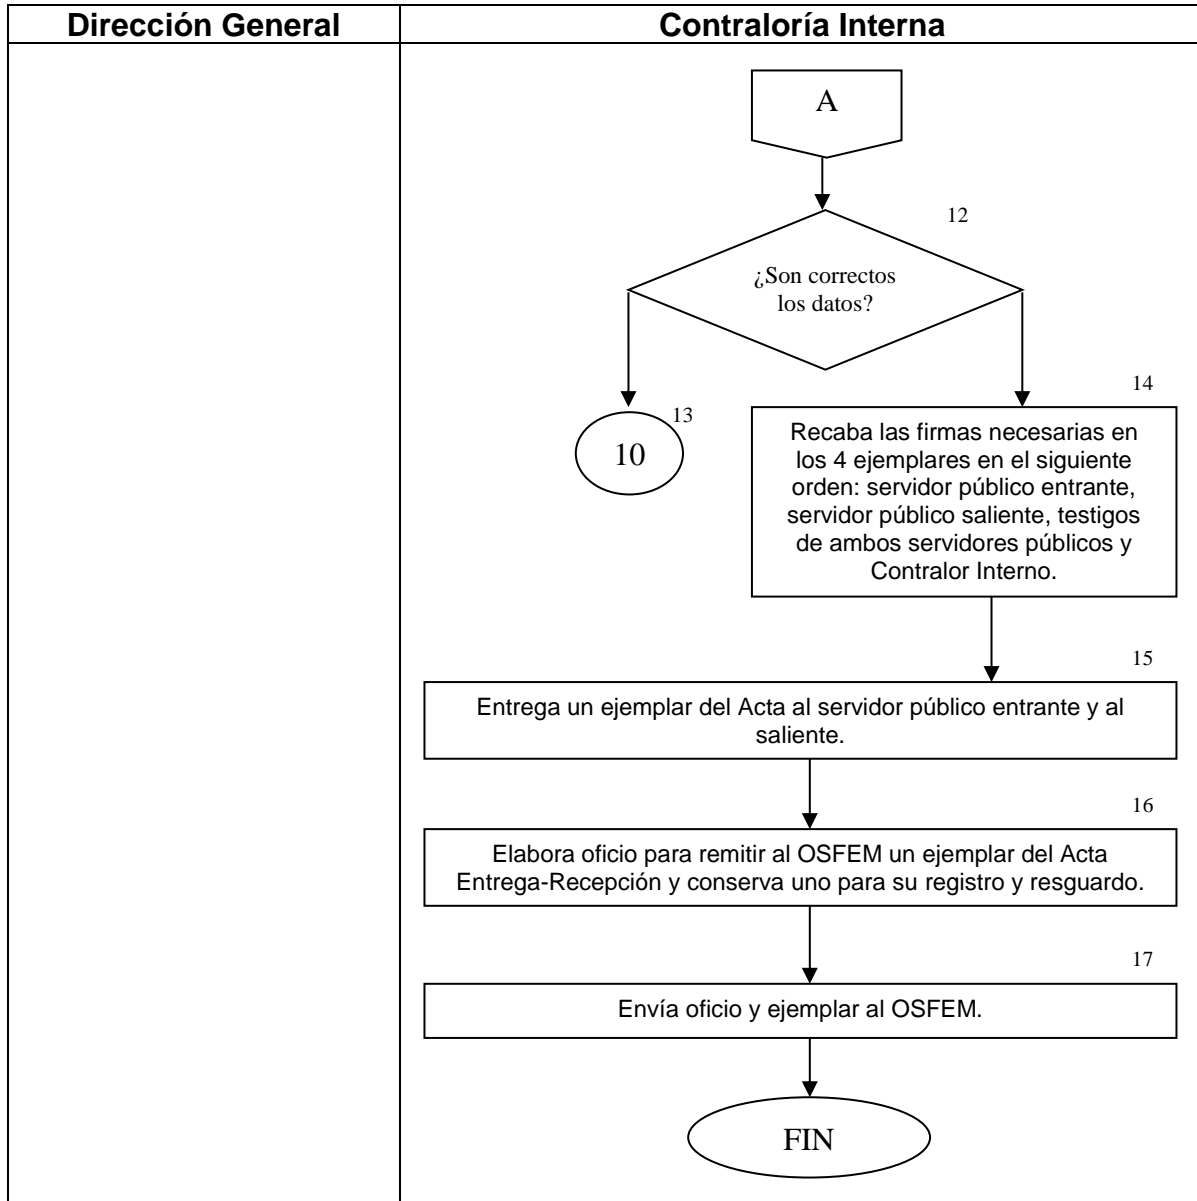 Dirección General
Contraloría Interna
A
12
¿Son correctos
los datos?
13
10
14
Recaba las firmas necesarias en
los 4 ejemplares en el siguiente
orden: servidor público entrante,
servidor público saliente, testigos
de ambos servidores públicos y
Contralor Interno.
15
Entrega un ejemplar del Acta al servidor público entrante y al
saliente.
16
Elabora oficio para remitir al OSFEM un ejemplar del Acta
Entrega-Recepción y conserva uno para su registro y resguardo.
17
Envía oficio y ejemplar al OSFEM.
FIN